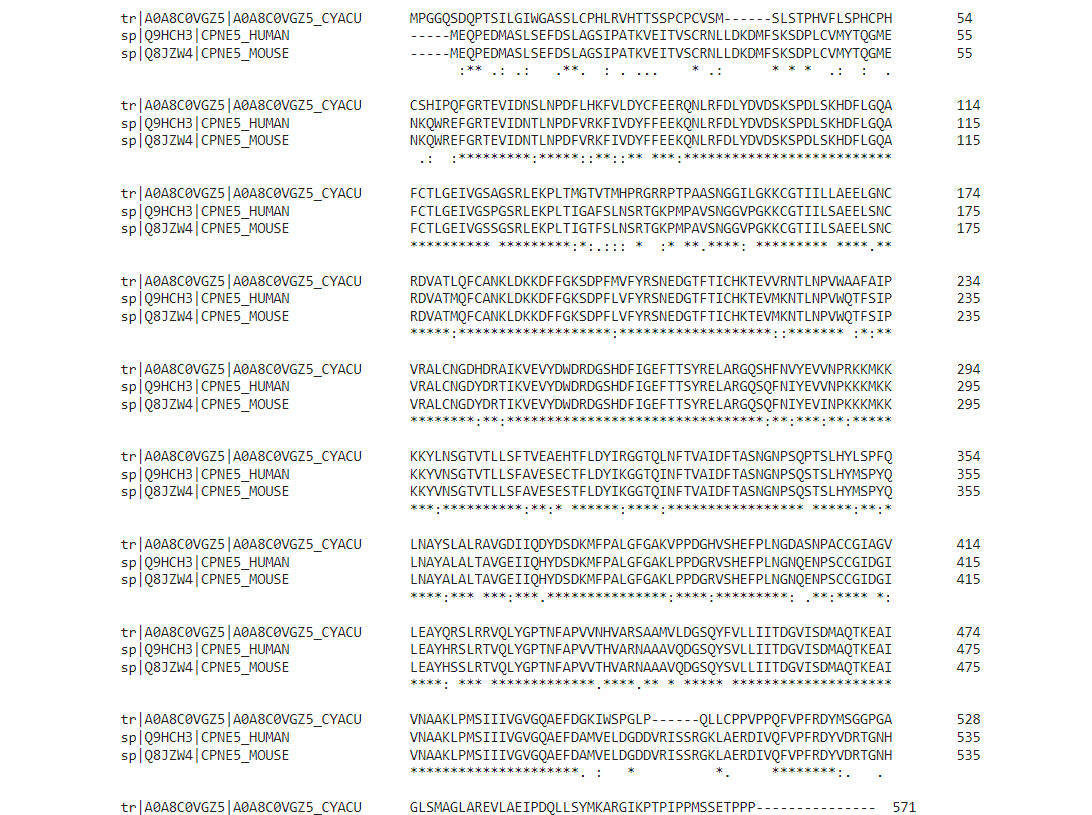 tr|A0A8C0VGZ5|A0A8C0VGZ5_CYACU MPGGQSDQPTSILGIWGASSLCPHLRVHTTSSPCPCVSM------SLSTPHVFLSPHCPH 54
sp|Q9HCH3|CPNE5_HUMAN -----MEQPEDMASLSEFDSLAGSIPATKVEITVSCRNLLDKDMFSKSDPLCVMYTQGME 55
sp|Q8JZW4|CPNE5_MOUSE -----MEQPEDMASLSEFDSLAGSIPATKVEITVSCRNLLDKDMFSKSDPLCVMYTQGME 55
:** .: .: .**. : . ... * .: * * * .: : .
tr|A0A8C0VGZ5|A0A8C0VGZ5_CYACU CSHIPQFGRTEVIDNSLNPDFLHKFVLDYCFEERQNLRFDLYDVDSKSPDLSKHDFLGQA 114
sp|Q9HCH3|CPNE5_HUMAN NKQWREFGRTEVIDNTLNPDFVRKFIVDYFFEEKQNLRFDLYDVDSKSPDLSKHDFLGQA 115
sp|Q8JZW4|CPNE5_MOUSE NKQWREFGRTEVIDNTLNPDFVRKFIVDYFFEEKQNLRFDLYDVDSKSPDLSKHDFLGQA 115
.: :*********:*****::**::** ***:****************************
tr|A0A8C0VGZ5|A0A8C0VGZ5_CYACU FCTLGEIVGSAGSRLEKPLTMGTVTMHPRGRRPTPAASNGGILGKKCGTIILLAEELGNC 174
sp|Q9HCH3|CPNE5_HUMAN FCTLGEIVGSPGSRLEKPLTIGAFSLNSRTGKPMPAVSNGGVPGKKCGTIILSAEELSNC 175
sp|Q8JZW4|CPNE5_MOUSE FCTLGEIVGSSGSRLEKPLTIGTFSLNSRTGKPMPAVSNGGVPGKKCGTIILSAEELSNC 175
********** *********:*:.::: * :* **.****: ********* ****.**
tr|A0A8C0VGZ5|A0A8C0VGZ5_CYACU RDVATLQFCANKLDKKDFFGKSDPFMVFYRSNEDGTFTICHKTEVVRNTLNPVWAAFAIP 234
sp|Q9HCH3|CPNE5_HUMAN RDVATMQFCANKLDKKDFFGKSDPFLVFYRSNEDGTFTICHKTEVMKNTLNPVWQTFSIP 235
sp|Q8JZW4|CPNE5_MOUSE RDVATMQFCANKLDKKDFFGKSDPFLVFYRSNEDGTFTICHKTEVMKNTLNPVWQTFSIP 235
*****:*******************:*******************::******* :*:**
tr|A0A8C0VGZ5|A0A8C0VGZ5_CYACU VRALCNGDHDRAIKVEVYDWDRDGSHDFIGEFTTSYRELARGQSHFNVYEVVNPRKKMKK 294
sp|Q9HCH3|CPNE5_HUMAN VRALCNGDYDRTIKVEVYDWDRDGSHDFIGEFTTSYRELARGQSQFNIYEVVNPKKKMKK 295
sp|Q8JZW4|CPNE5_MOUSE VRALCNGDYDRTIKVEVYDWDRDGSHDFIGEFTTSYRELARGQSQFNIYEVINPKKKMKK 295
********:**:********************************:**:***:**:*****
tr|A0A8C0VGZ5|A0A8C0VGZ5_CYACU KKYLNSGTVTLLSFTVEAEHTFLDYIRGGTQLNFTVAIDFTASNGNPSQPTSLHYLSPFQ 354
sp|Q9HCH3|CPNE5_HUMAN KKYVNSGTVTLLSFAVESECTFLDYIKGGTQINFTVAIDFTASNGNPSQSTSLHYMSPYQ 355
sp|Q8JZW4|CPNE5_MOUSE KKYVNSGTVTLLSFAVESESTFLDYIKGGTQINFTVAIDFTASNGNPSQSTSLHYMSPYQ 355
***:**********:**:* ******:****:***************** *****:**:*
tr|A0A8C0VGZ5|A0A8C0VGZ5_CYACU LNAYSLALRAVGDIIQDYDSDKMFPALGFGAKVPPDGHVSHEFPLNGDASNPACCGIAGV 414
sp|Q9HCH3|CPNE5_HUMAN LNAYALALTAVGEIIQHYDSDKMFPALGFGAKLPPDGRVSHEFPLNGNQENPSCCGIDGI 415
sp|Q8JZW4|CPNE5_MOUSE LNAYALALTAVGEIIQHYDSDKMFPALGFGAKLPPDGRVSHEFPLNGNQENPSCCGIDGI 415
****:*** ***:***.***************:****:*********: .**:**** *:
tr|A0A8C0VGZ5|A0A8C0VGZ5_CYACU LEAYQRSLRRVQLYGPTNFAPVVNHVARSAAMVLDGSQYFVLLIITDGVISDMAQTKEAI 474
sp|Q9HCH3|CPNE5_HUMAN LEAYHRSLRTVQLYGPTNFAPVVTHVARNAAAVQDGSQYSVLLIITDGVISDMAQTKEAI 475
sp|Q8JZW4|CPNE5_MOUSE LEAYHSSLRTVQLYGPTNFAPVVTHVARNAAAVQDGSQYSVLLIITDGVISDMAQTKEAI 475
****: *** *************.****.** * ***** ********************
tr|A0A8C0VGZ5|A0A8C0VGZ5_CYACU VNAAKLPMSIIIVGVGQAEFDGKIWSPGLP------QLLCPPVPPQFVPFRDYMSGGPGA 528
sp|Q9HCH3|CPNE5_HUMAN VNAAKLPMSIIIVGVGQAEFDAMVELDGDDVRISSRGKLAERDIVQFVPFRDYVDRTGNH 535
sp|Q8JZW4|CPNE5_MOUSE VNAAKLPMSIIIVGVGQAEFDAMVELDGDDVRISSRGKLAERDIVQFVPFRDYVDRTGNH 535
*********************. : * *. ********:. .
tr|A0A8C0VGZ5|A0A8C0VGZ5_CYACU GLSMAGLAREVLAEIPDQLLSYMKARGIKPTPIPPMSSETPPP--------------- 571